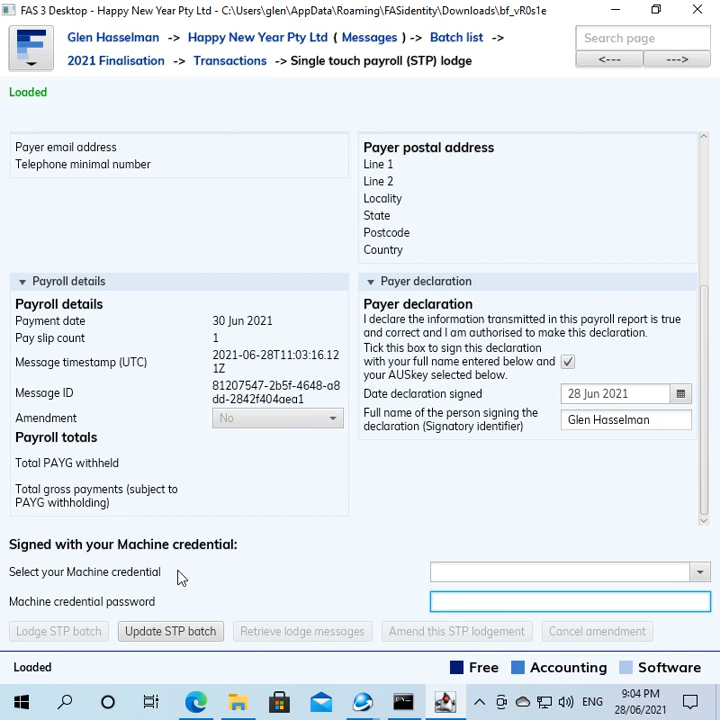 FAS 3 Desktop - Happy New Year Pty Ltd - C:\Users\glen\AppData\Roaming\FASidentity\Downloads\bf_vR0s1e
Glen Hasselman -> Happy New Year Pty Ltd ( Messages ) -> Batch list ->
2021 Finalisation -> Transactions -> Single touch payroll (STP) lodge
Search page
<--- --->
Loaded
Payer email address
Telephone minimal number
Payer postal address
Line 1
Line 2
Locality
State
Postcode
Country
Payroll details
Payroll details
Payment date 30 Jun 2021
Pay slip count 1
Message timestamp (UTC) 2021-06-28T11:03:16.12
1Z
Message ID 81207547-2b5f-4648-a8
dd-2842f404aea1
Amendment No
Payroll totals
Total PAYG withheld
Total gross payments (subject to
PAYG withholding)
Payer declaration
Payer declaration
I declare the information transmitted in this payroll report is true
and correct and I am authorised to make this declaration.
Tick this box to sign this declaration
with your full name entered below and
your AUSkey selected below.
Date declaration signed 28 Jun 2021
Full name of the person signing the
declaration (Signatory identifier) Glen Hasselman
Signed with your Machine credential:
Select your Machine credential
Machine credential password
Lodge STP batch Update STP batch Retrieve lodge messages Amend this STP lodgement Cancel amendment
Loaded
Free Accounting Software
ENG
9:04 PM
28/06/2021